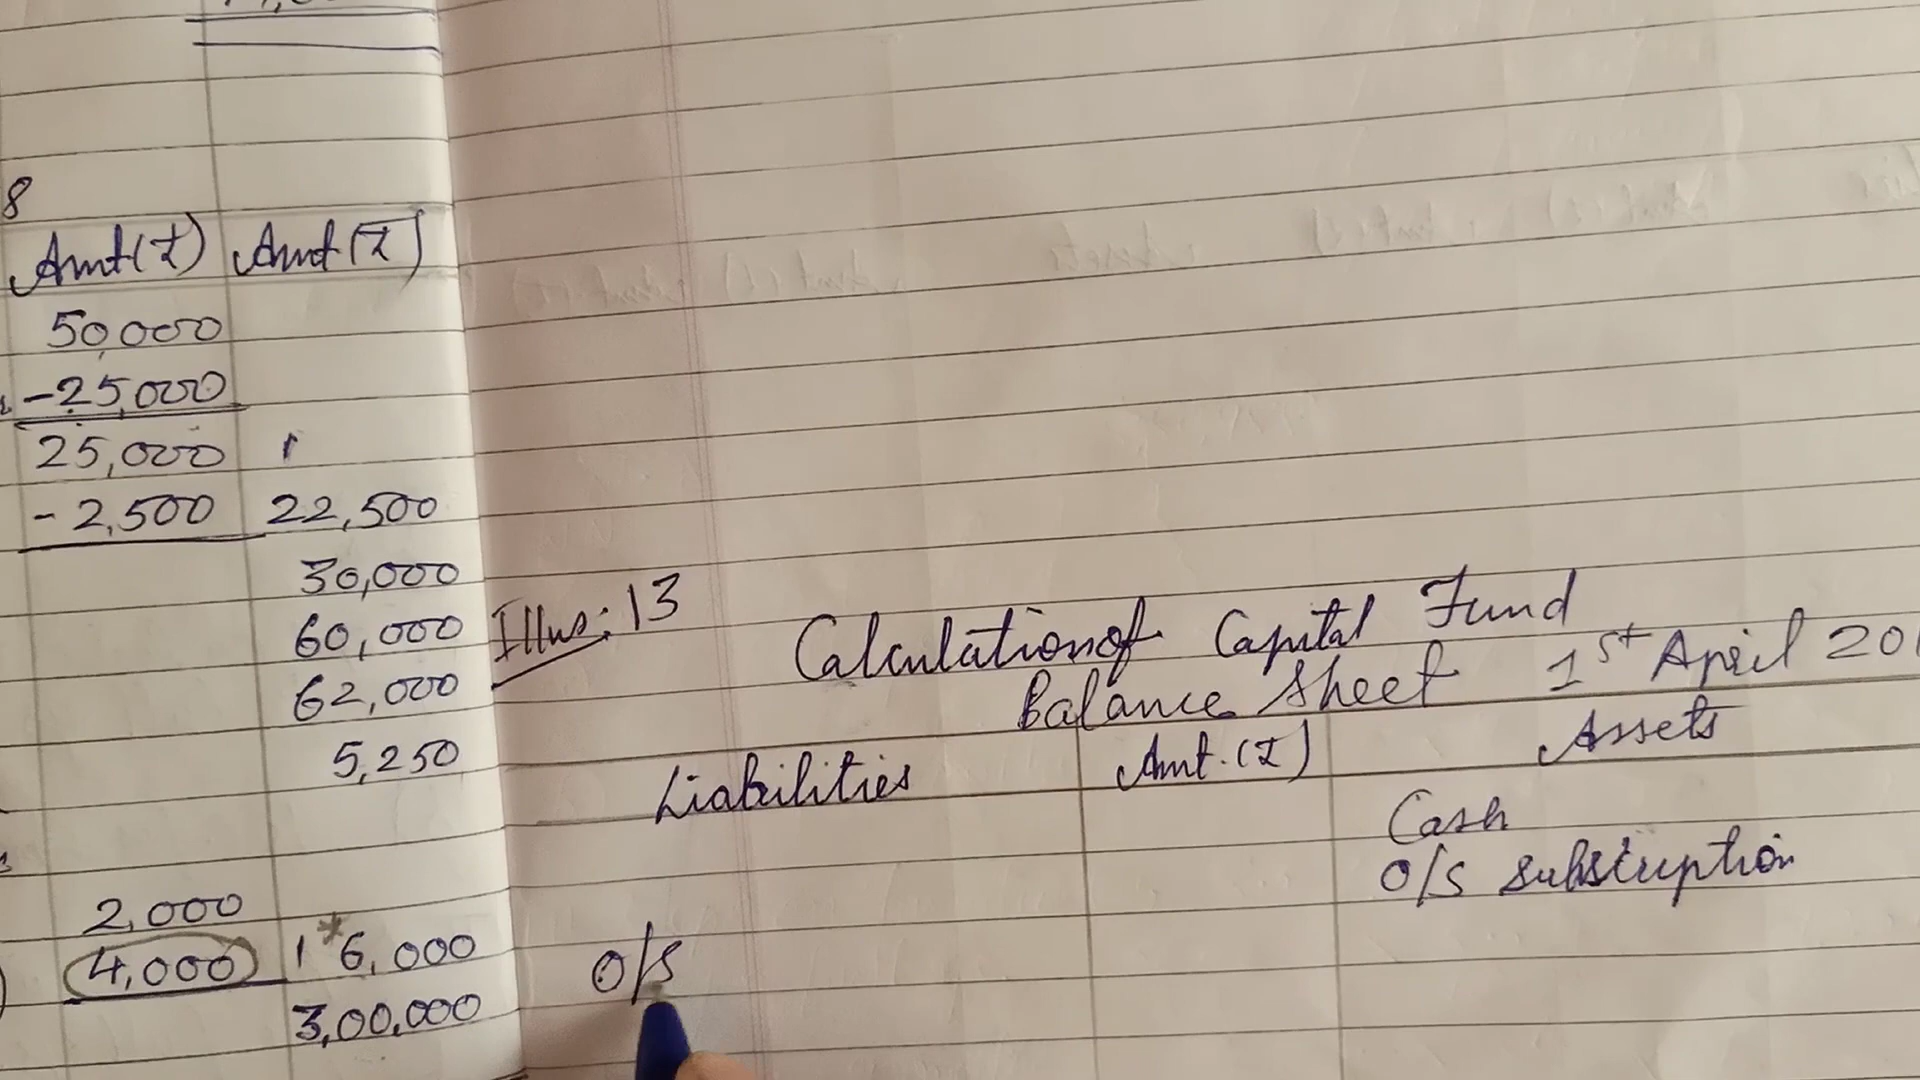 8
Amt(₹) Amt(₹)
50,000
-25,000
25,000
-2,500 22,500
30,000
60,000
62,000
5,250
2,000
4,000 6,000
3,00,000
Illus: 13
Calculation of Capital Fund
Balance Sheet 1st April 201
Liabilities Amt.(₹) Assets
Cash
O/S Subscription
O/S